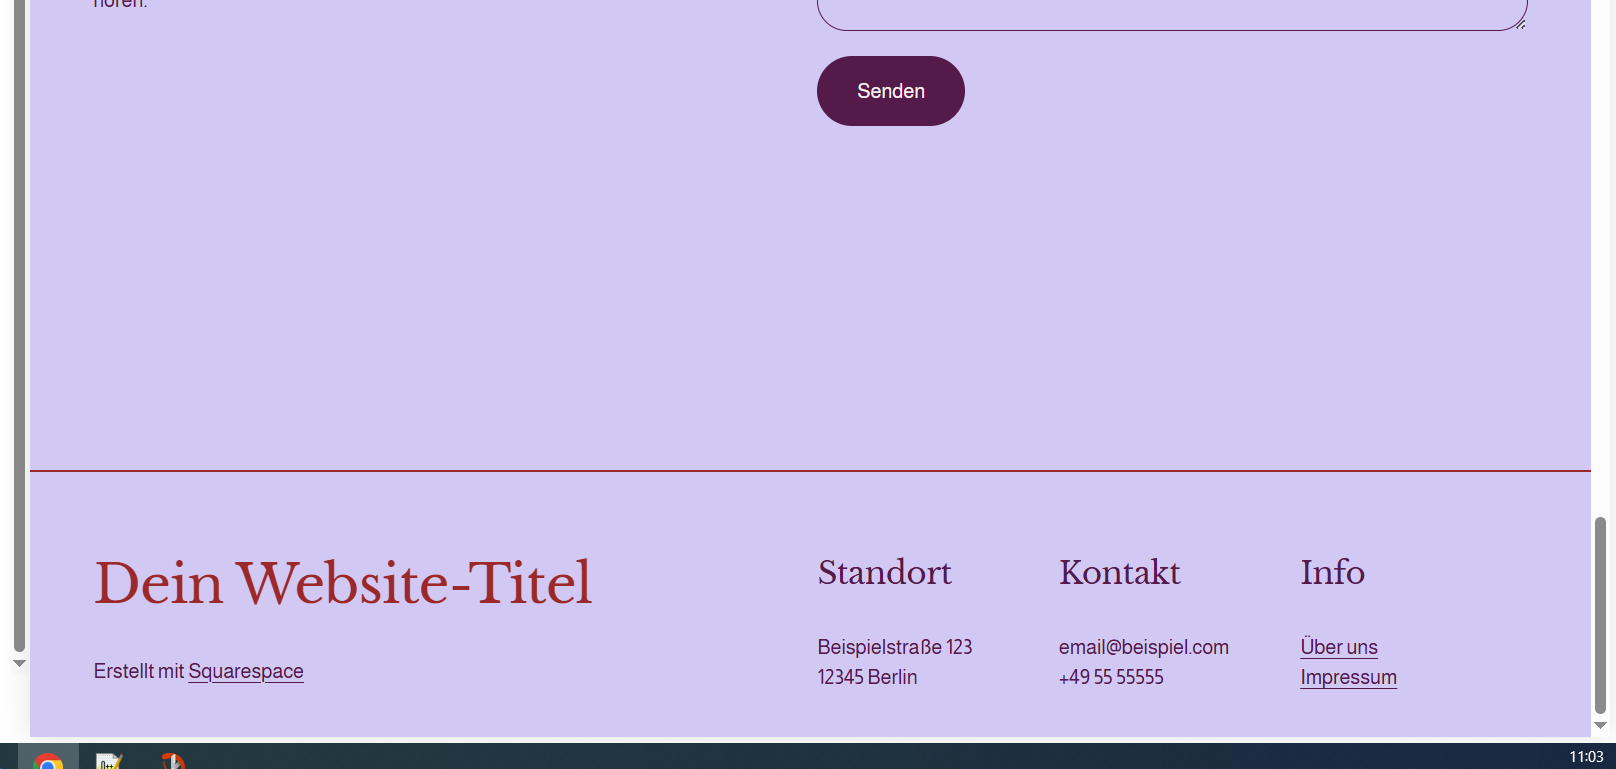 hören.
Senden
Dein Website-Titel
Erstellt mit Squarespace
Standort
Beispielstraße 123
12345 Berlin
Kontakt
email@beispiel.com
+49 55 55555
Info
Über uns
Impressum
11:03